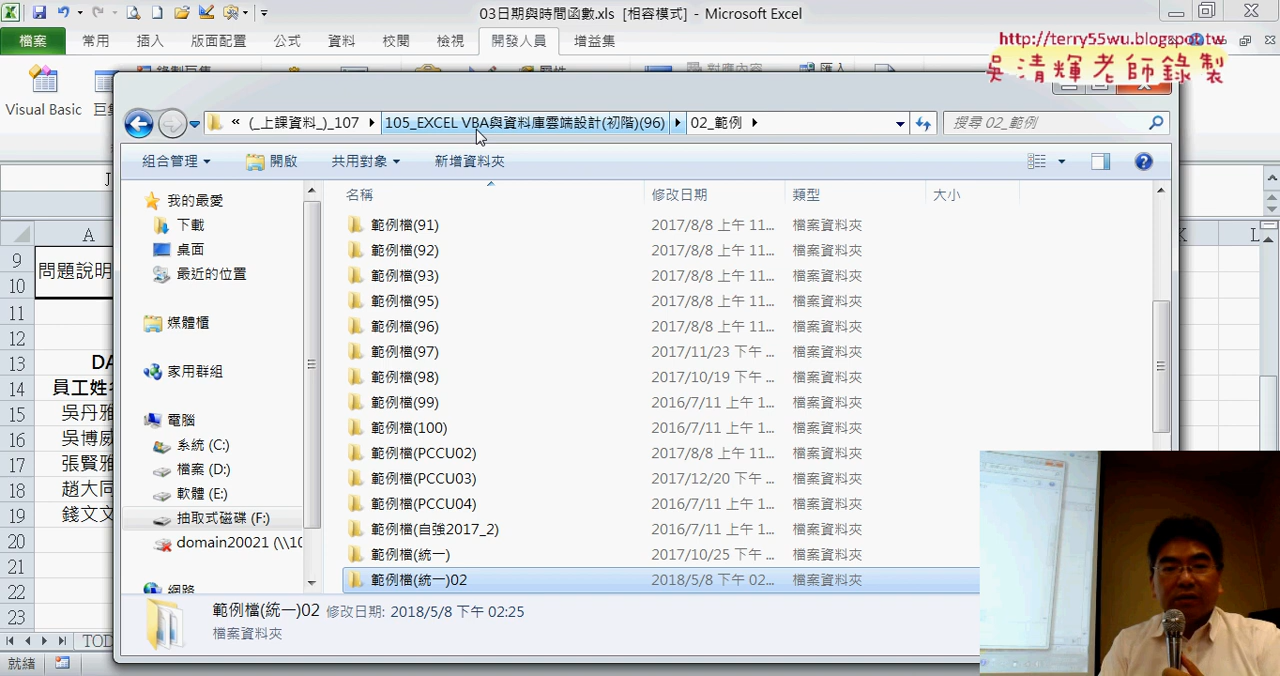 03日期與時間函數.xls [相容模式] - Microsoft Excel
檔案 常用 插入 版面配置 公式 資料 校閱 檢視 開發人員 增益集
http://terry55wu.blogspot.tw
吳清輝老師錄製
Visual Basic
« (_上課資料_)_107 ▸ 105_EXCEL VBA與資料庫雲端設計(初階)(96) ▸ 02_範例 ▸
搜尋 02_範例
組合管理 開啟 共用對象 新增資料夾
名稱 修改日期 類型 大小
我的最愛
下載
桌面
最近的位置
媒體櫃
家用群組
電腦
系統 (C:)
檔案 (D:)
軟體 (E:)
抽取式磁碟 (F:)
domain20021 (\\10
網路
範例檔(91) 2017/8/8 上午 11... 檔案資料夾
範例檔(92) 2017/8/8 上午 11... 檔案資料夾
範例檔(93) 2017/8/8 上午 11... 檔案資料夾
範例檔(95) 2017/8/8 上午 11... 檔案資料夾
範例檔(96) 2017/8/8 上午 11... 檔案資料夾
範例檔(97) 2017/11/23 下午 ... 檔案資料夾
範例檔(98) 2017/10/19 下午 ... 檔案資料夾
範例檔(99) 2016/7/11 上午 1... 檔案資料夾
範例檔(100) 2016/7/11 上午 1... 檔案資料夾
範例檔(PCCU02) 2016/7/11 上午 1... 檔案資料夾
範例檔(PCCU03) 2017/12/20 下午 ... 檔案資料夾
範例檔(PCCU04) 2016/7/11 上午 1... 檔案資料夾
範例檔(自強2017_2) 2016/7/11 上午 1... 檔案資料夾
範例檔(統一) 2017/10/25 下午 ... 檔案資料夾
範例檔(統一)02 2018/5/8 下午 02... 檔案資料夾
範例檔(統一)02 修改日期: 2018/5/8 下午 02:25
檔案資料夾
A K L
9 問題說明
10
11
12
13 DA
14 員工姓名
15 吳丹雅
16 吳博威
17 張賢雅
18 趙大同
19 錢文文
20
21
22
23
TOD
就緒